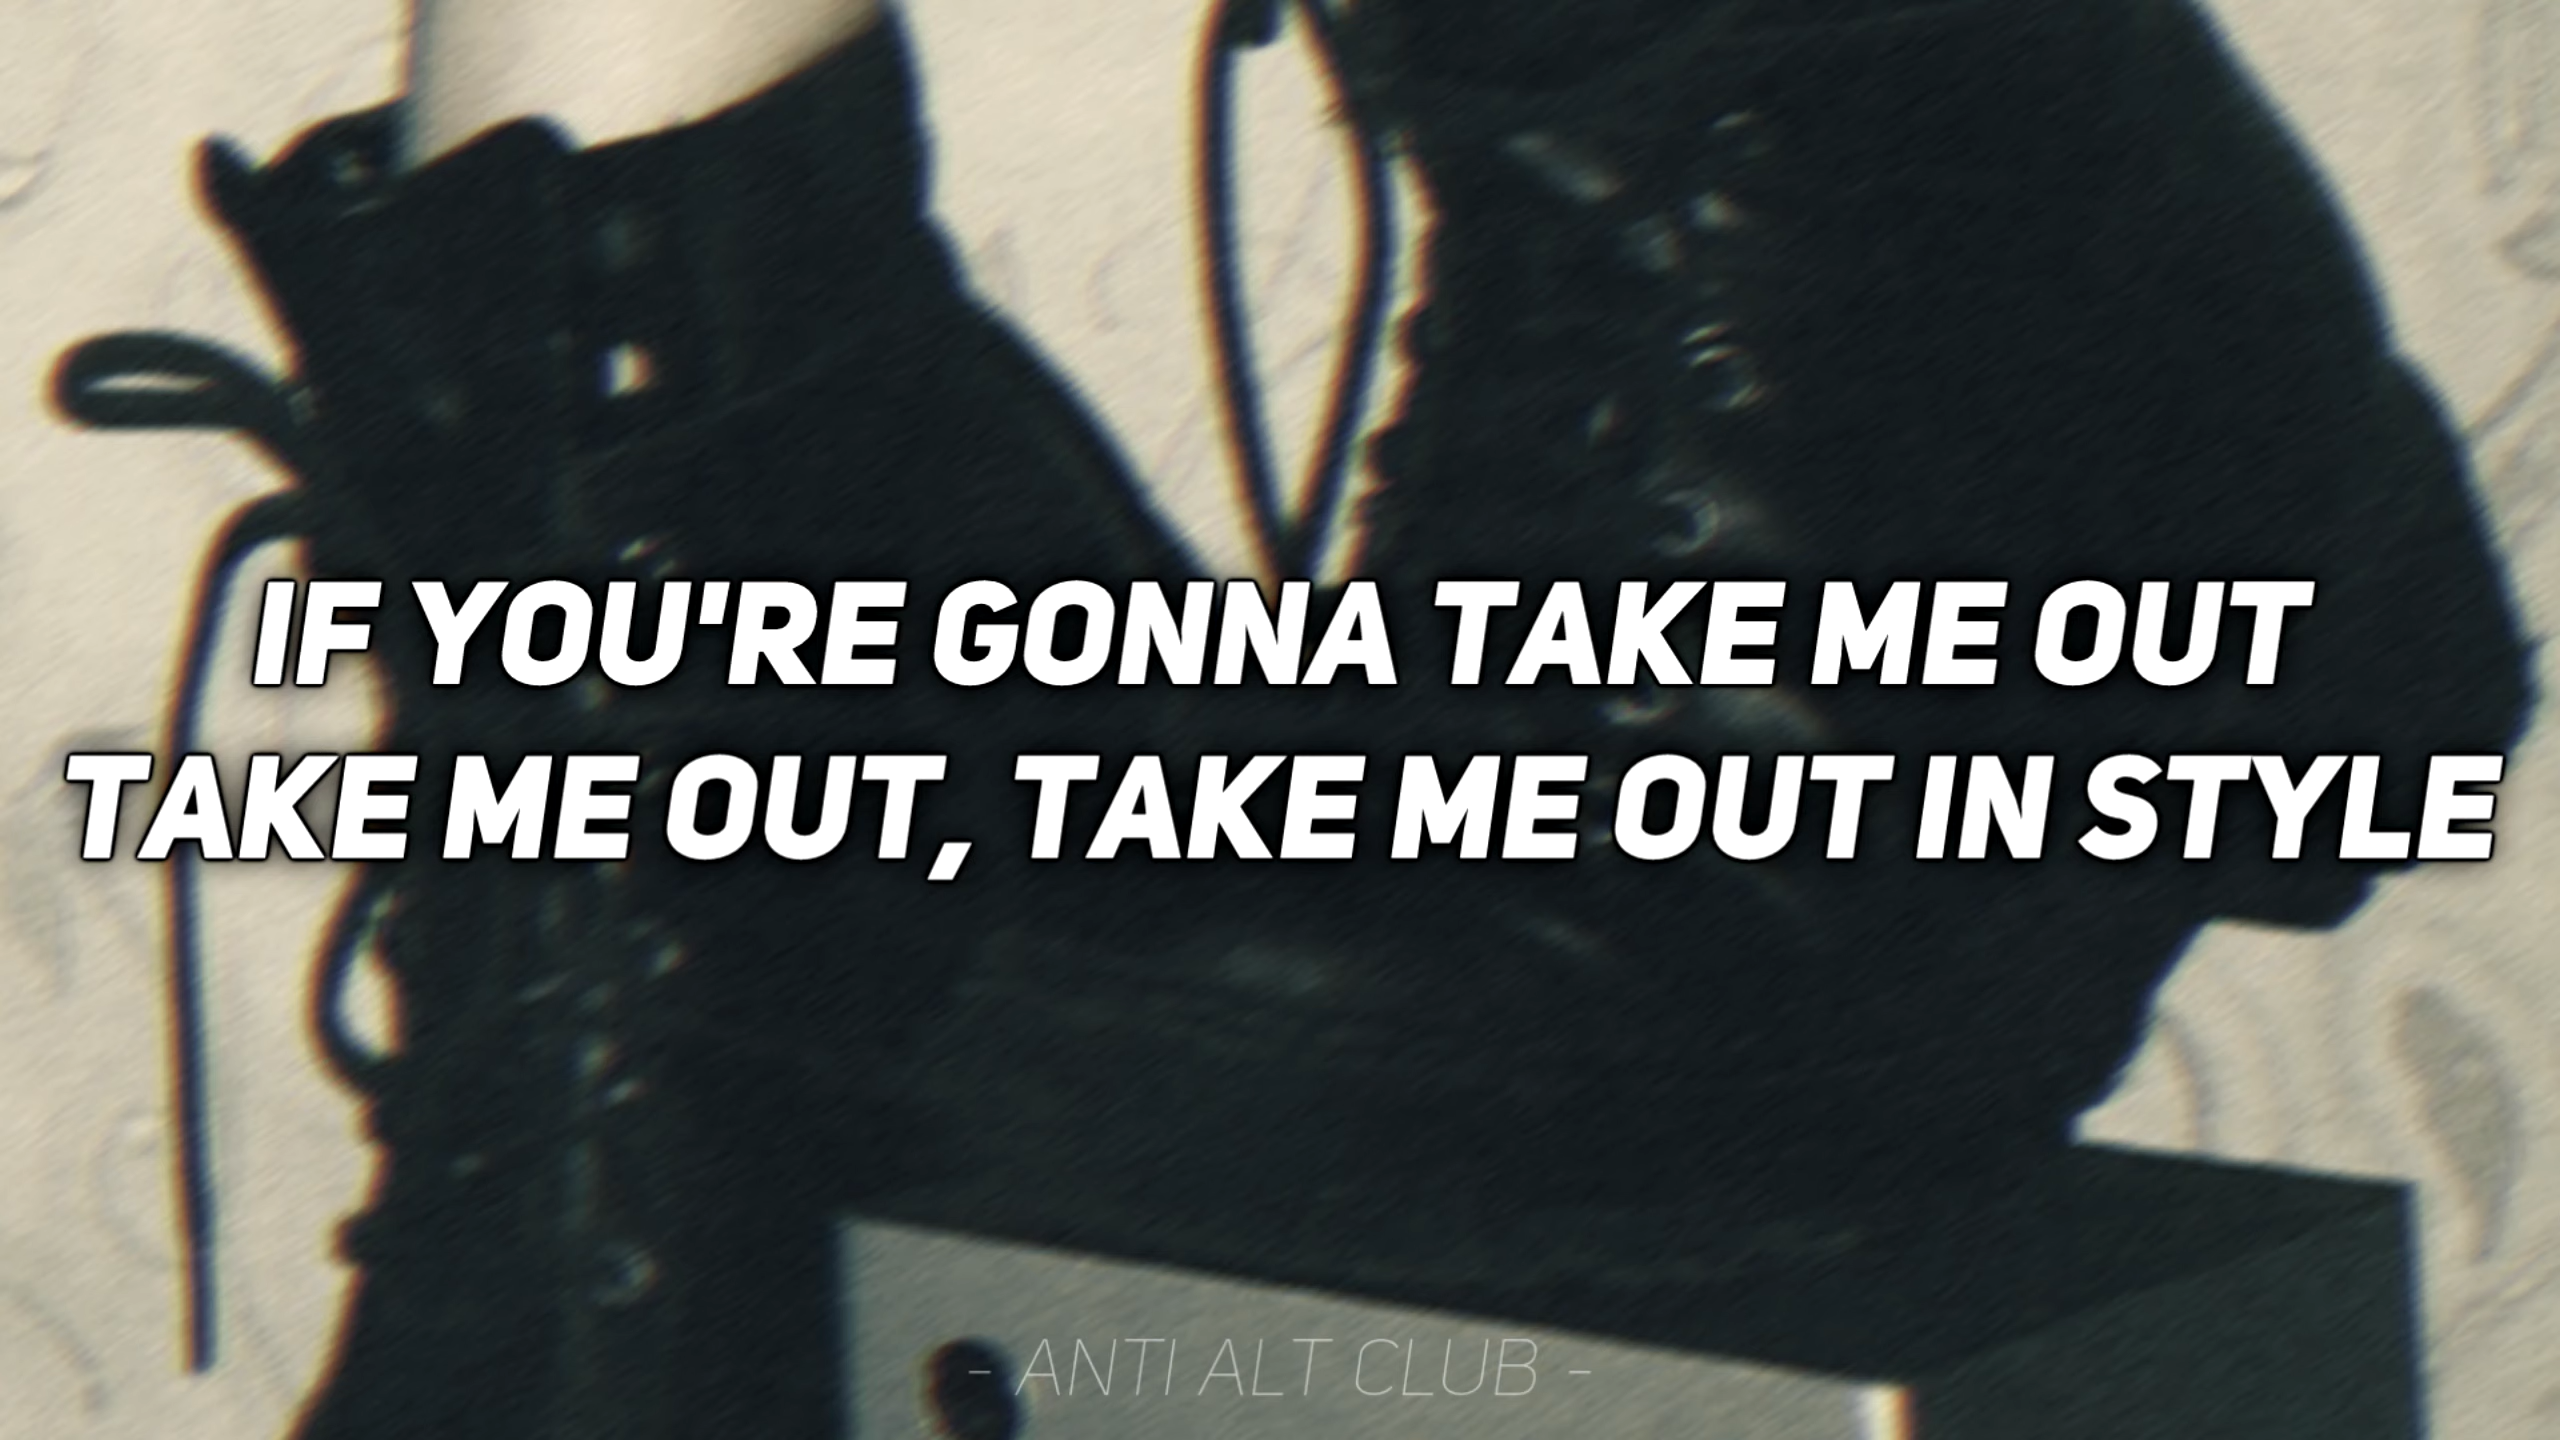 IF YOU'RE GONNA TAKE ME OUT
TAKE ME OUT, TAKE ME OUT IN STYLE
- ANTI ALT CLUB -